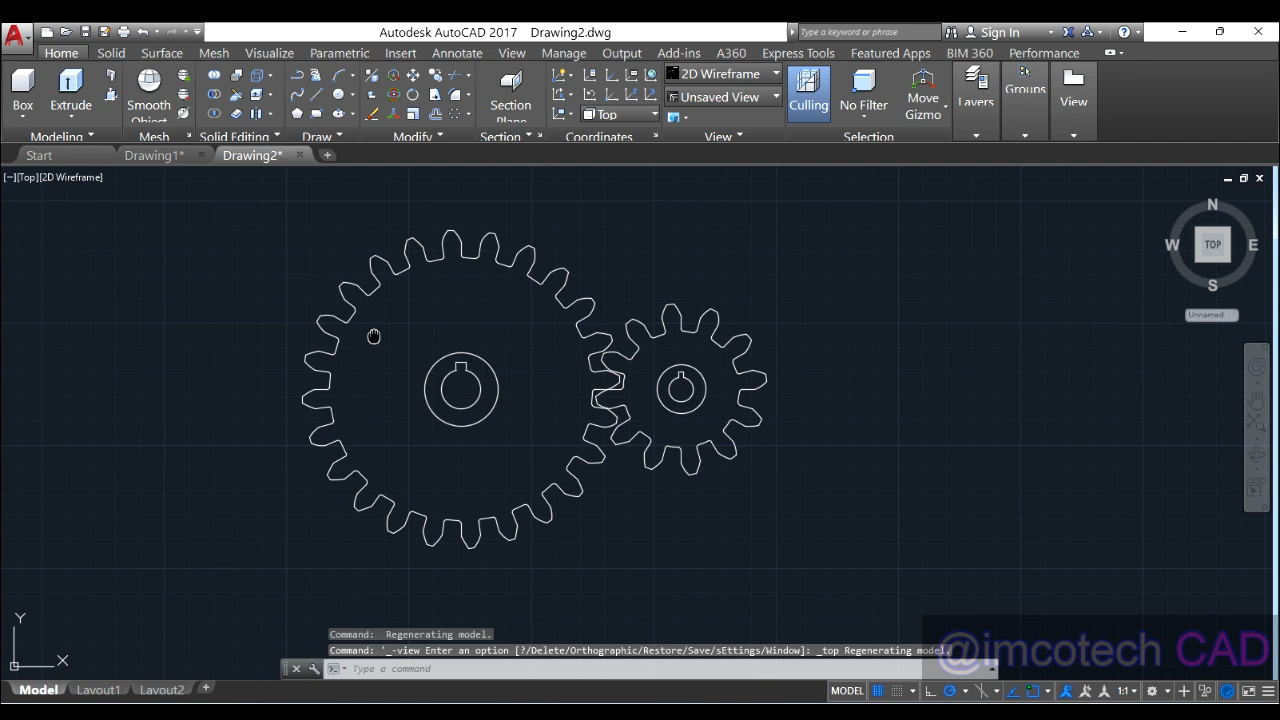 Autodesk AutoCAD 2017 Drawing2.dwg
Type a keyword or phrase
Sign In
Home Solid Surface Mesh Visualize Parametric Insert Annotate View Manage Output Add-ins A360 Express Tools Featured Apps BIM 360 Performance
Box
Extrude
Smooth
Object
Section
Plane
Top
2D Wireframe
Unsaved View
Culling
No Filter
Move
Gizmo
Layers
Groups
View
Modeling Mesh Solid Editing Draw Modify Section Coordinates View Selection
Start Drawing1* Drawing2*
[−][Top][2D Wireframe]
N
W TOP E
S
Unnamed
Y
X
Command: Regenerating model.
Command: '_-view Enter an option [?/Delete/Orthographic/Restore/Save/sEttings/Window]: _top Regenerating model.
Type a command
@imcotech CAD
Model Layout1 Layout2
MODEL
1:1